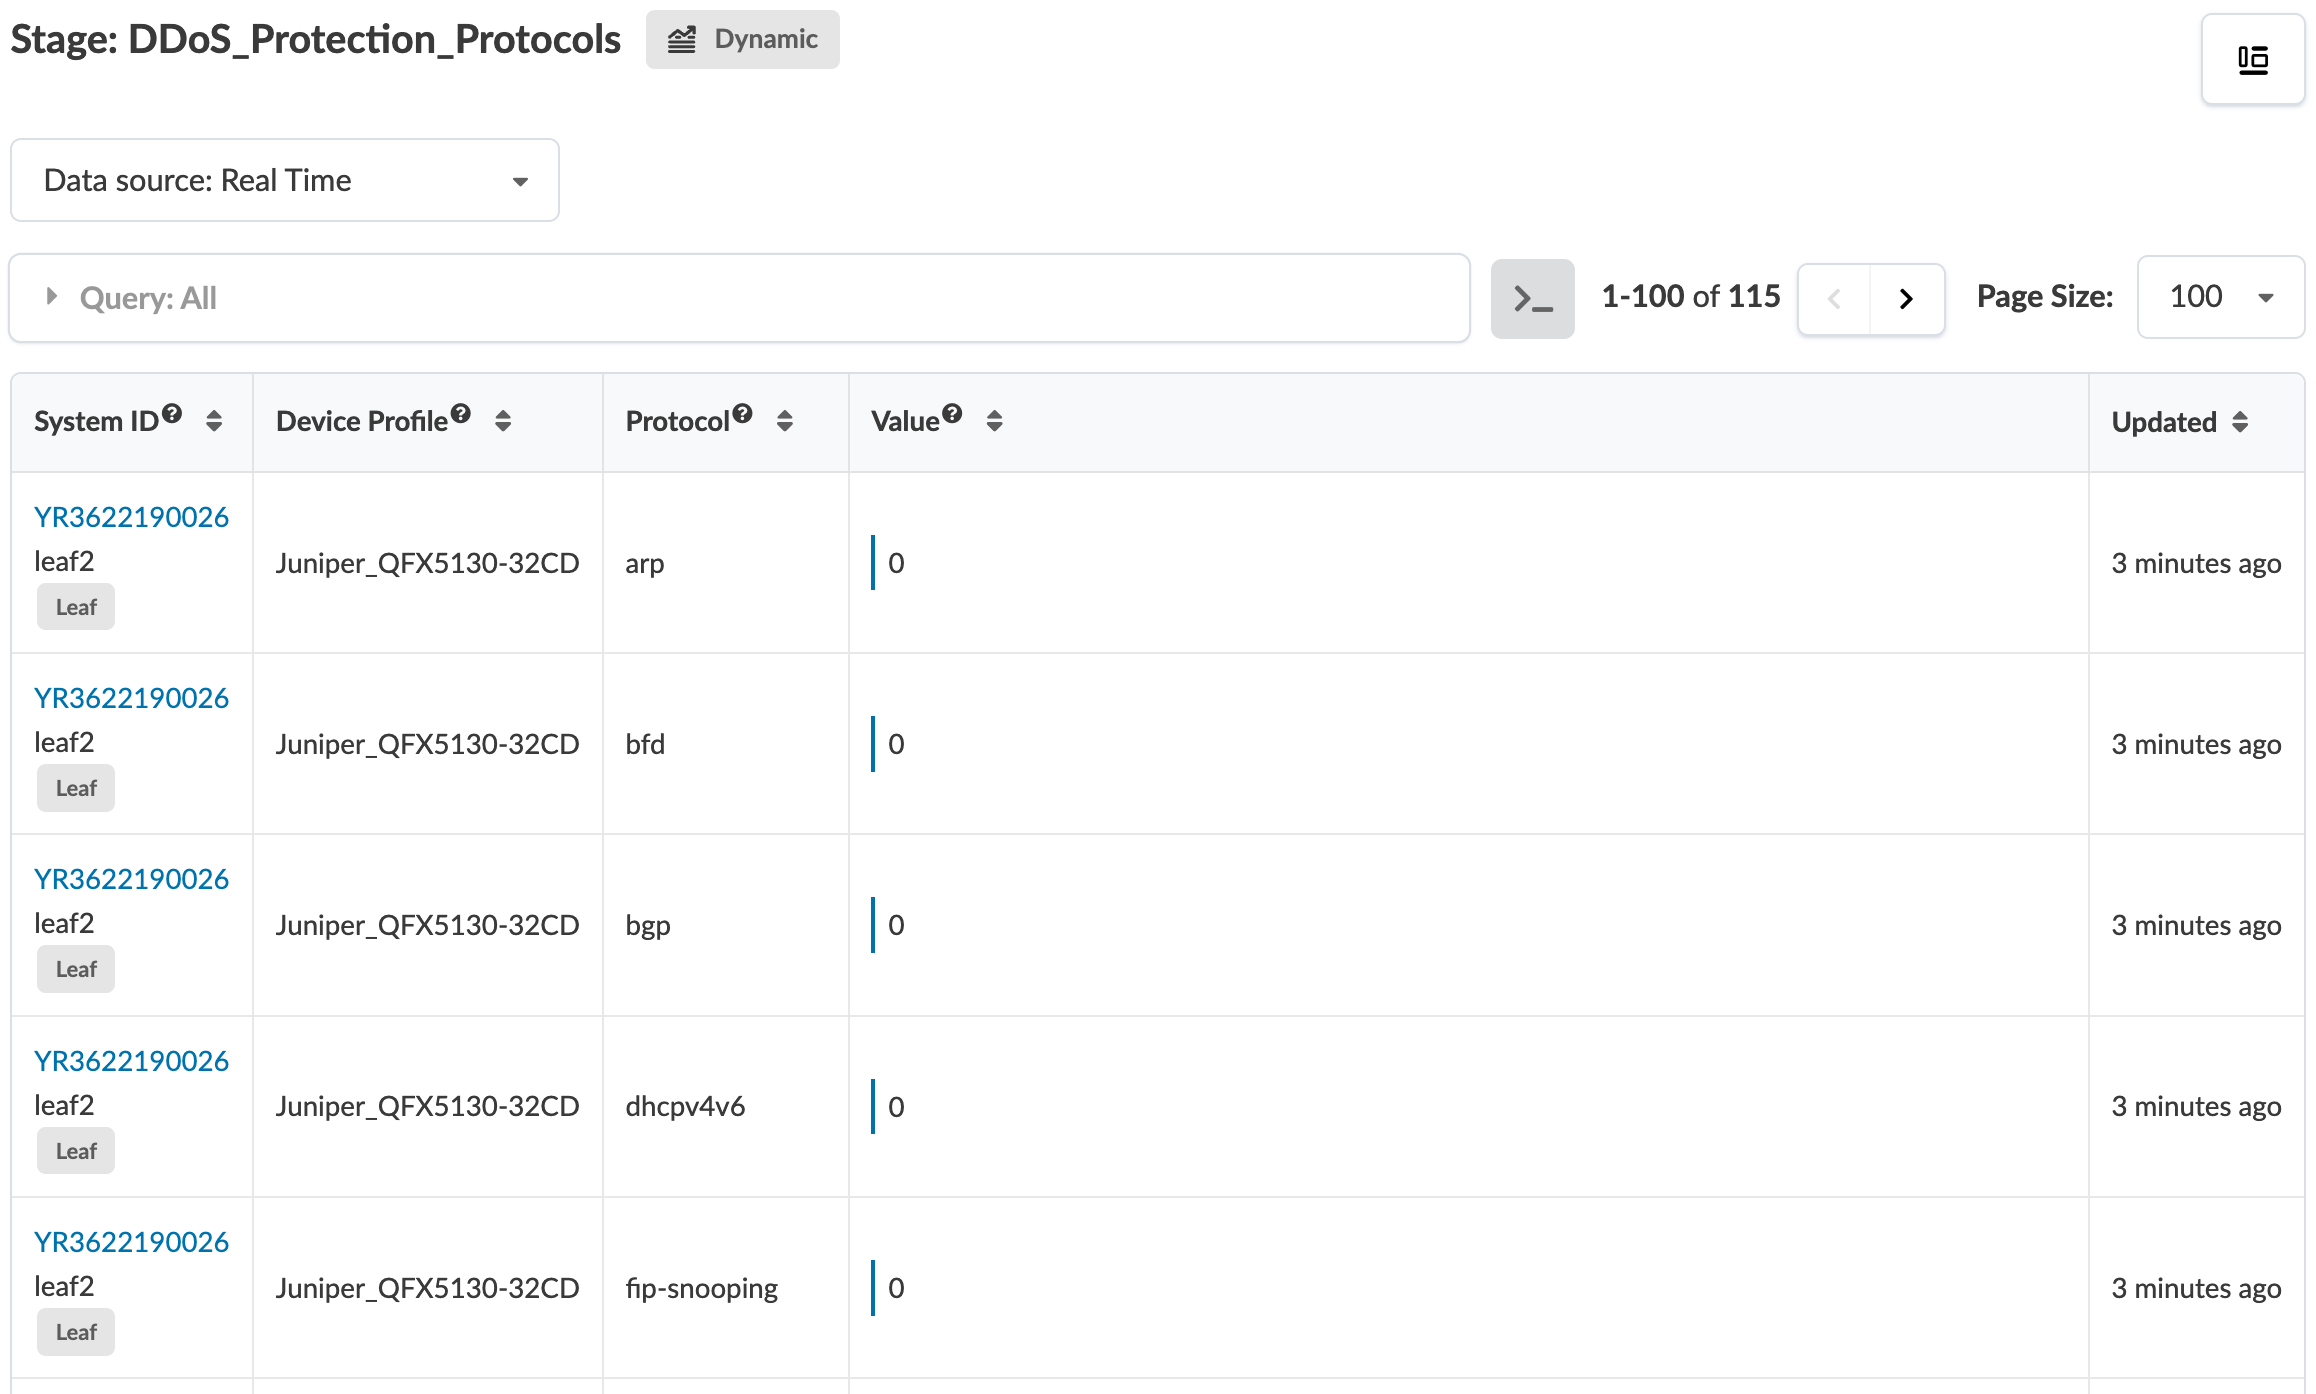 Stage: DDoS_Protection_Protocols Dynamic
Data source: Real Time
Query: All 1-100 of 115 Page Size: 100
System ID Device Profile Protocol Value Updated
YR3622190026
leaf2
Leaf
Juniper_QFX5130-32CD arp 0 3 minutes ago
YR3622190026
leaf2
Leaf
Juniper_QFX5130-32CD bfd 0 3 minutes ago
YR3622190026
leaf2
Leaf
Juniper_QFX5130-32CD bgp 0 3 minutes ago
YR3622190026
leaf2
Leaf
Juniper_QFX5130-32CD dhcpv4v6 0 3 minutes ago
YR3622190026
leaf2
Leaf
Juniper_QFX5130-32CD fip-snooping 0 3 minutes ago